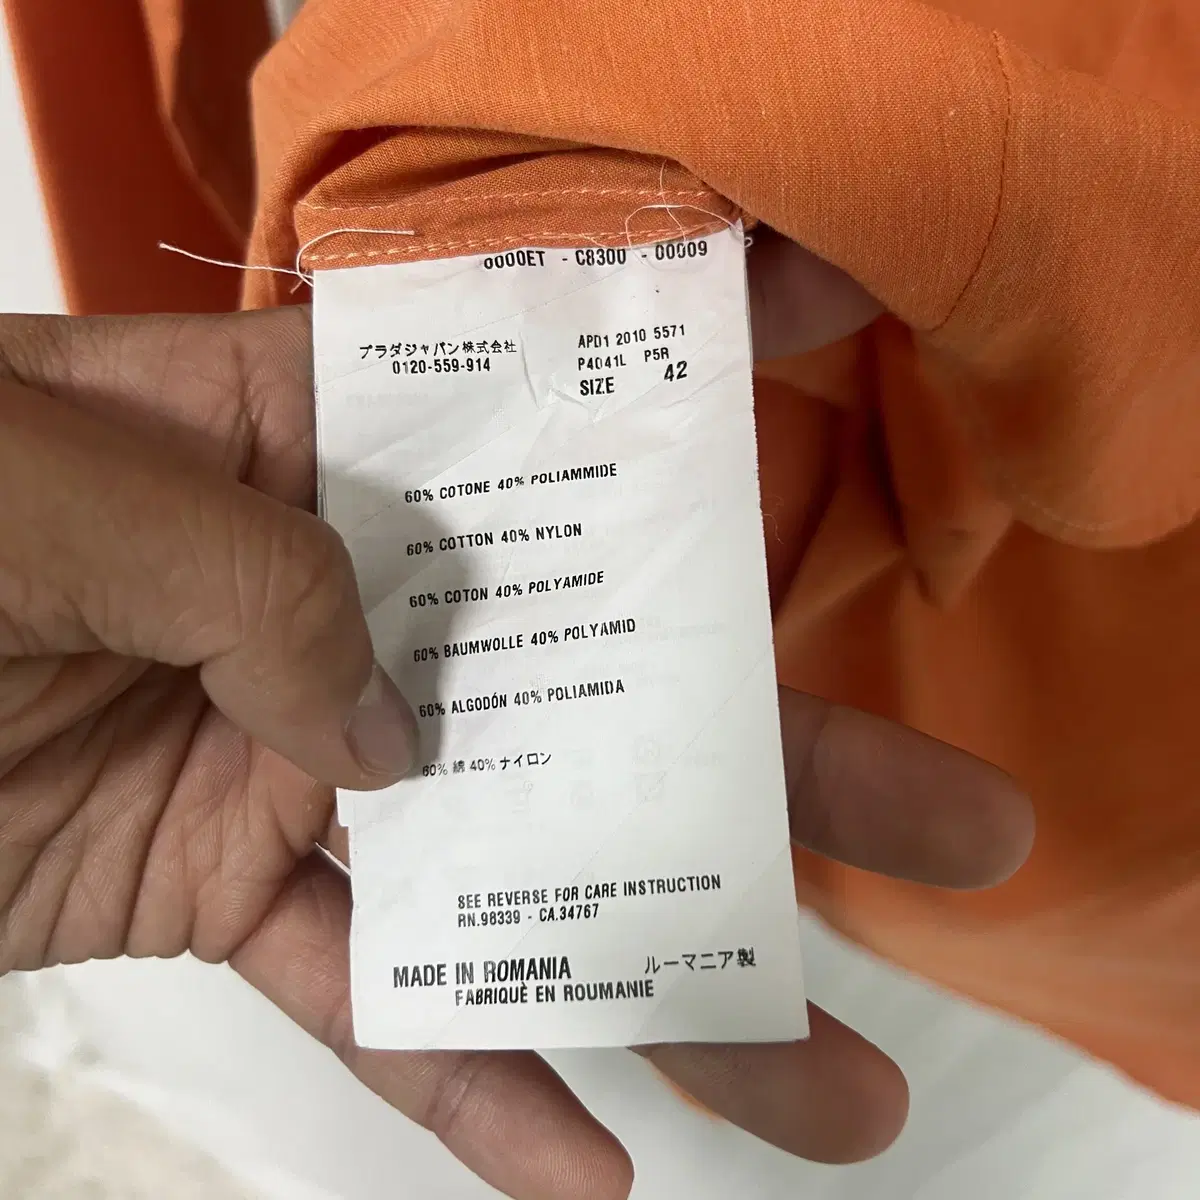 0000ET - C8300 - 00009
プラダジャパン株式会社
0120-559-914
APD1 2010 5571
P4041L P5R
SIZE 42
60% COTONE 40% POLIAMMIDE
60% COTTON 40% NYLON
60% COTON 40% POLYAMIDE
60% BAUMWOLLE 40% POLYAMID
60% ALGODÓN 40% POLIAMIDA
60% 綿 40% ナイロン
SEE REVERSE FOR CARE INSTRUCTION
RN.98339 - CA.34767
MADE IN ROMANIA
ルーマニア製
FABRIQUÈ EN ROUMANIE